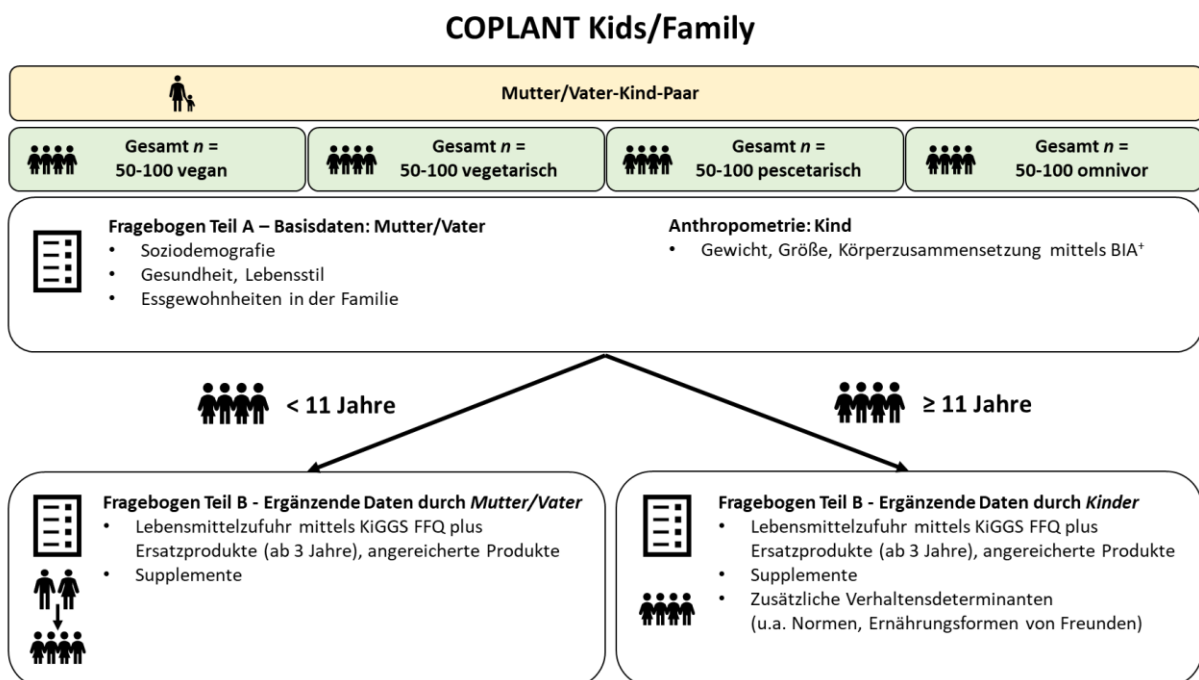 COPLANT Kids/Family
Mutter/Vater-Kind-Paar
Gesamt n =
50-100 vegan
Gesamt n =
50-100 vegetarisch
Gesamt n =
50-100 pescetarisch
Gesamt n =
50-100 omnivor
Fragebogen Teil A – Basisdaten: Mutter/Vater
• Soziodemografie
• Gesundheit, Lebensstil
• Essgewohnheiten in der Familie
Anthropometrie: Kind
• Gewicht, Größe, Körperzusammensetzung mittels BIA⁺
< 11 Jahre
≥ 11 Jahre
Fragebogen Teil B - Ergänzende Daten durch Mutter/Vater
• Lebensmittelzufuhr mittels KiGGS FFQ plus
Ersatzprodukte (ab 3 Jahre), angereicherte Produkte
• Supplemente
Fragebogen Teil B - Ergänzende Daten durch Kinder
• Lebensmittelzufuhr mittels KiGGS FFQ plus
Ersatzprodukte (ab 3 Jahre), angereicherte Produkte
• Supplemente
• Zusätzliche Verhaltensdeterminanten
(u.a. Normen, Ernährungsformen von Freunden)